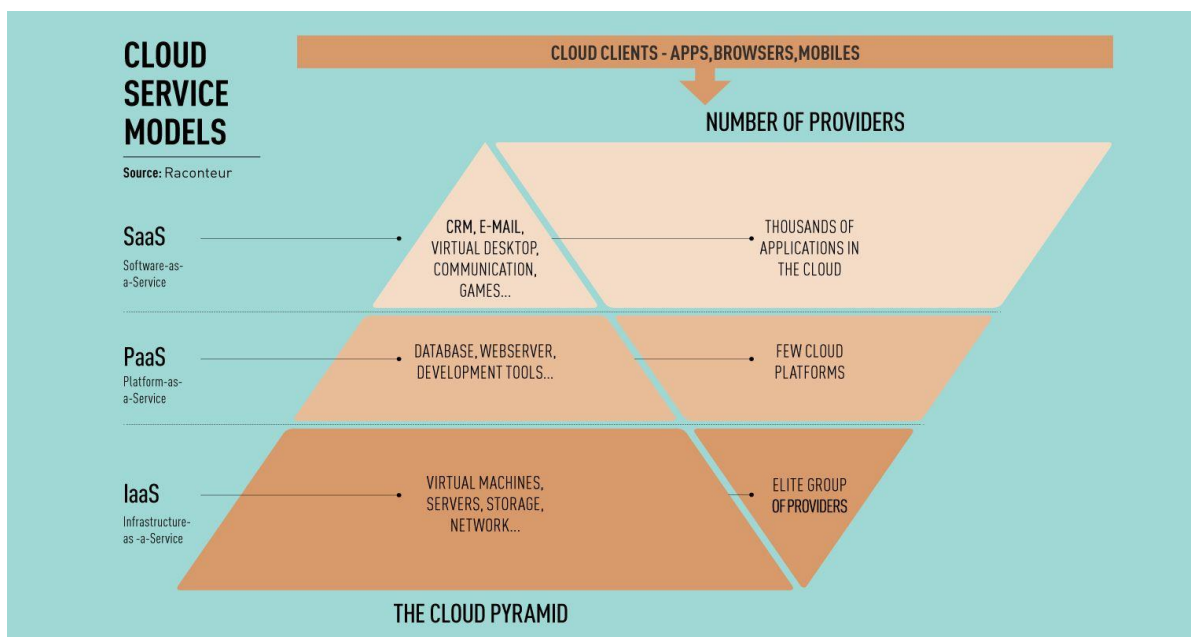 CLOUD
SERVICE
MODELS
Source: Raconteur
CLOUD CLIENTS - APPS,BROWSERS,MOBILES
NUMBER OF PROVIDERS
SaaS
Software-as-
a-Service
CRM, E-MAIL,
VIRTUAL DESKTOP,
COMMUNICATION,
GAMES...
THOUSANDS OF
APPLICATIONS IN
THE CLOUD
PaaS
Platform-as-
a-Service
DATABASE, WEBSERVER,
DEVELOPMENT TOOLS...
FEW CLOUD
PLATFORMS
IaaS
Infrastructure-
as -a-Service
VIRTUAL MACHINES,
SERVERS, STORAGE,
NETWORK...
ELITE GROUP
OF PROVIDERS
THE CLOUD PYRAMID